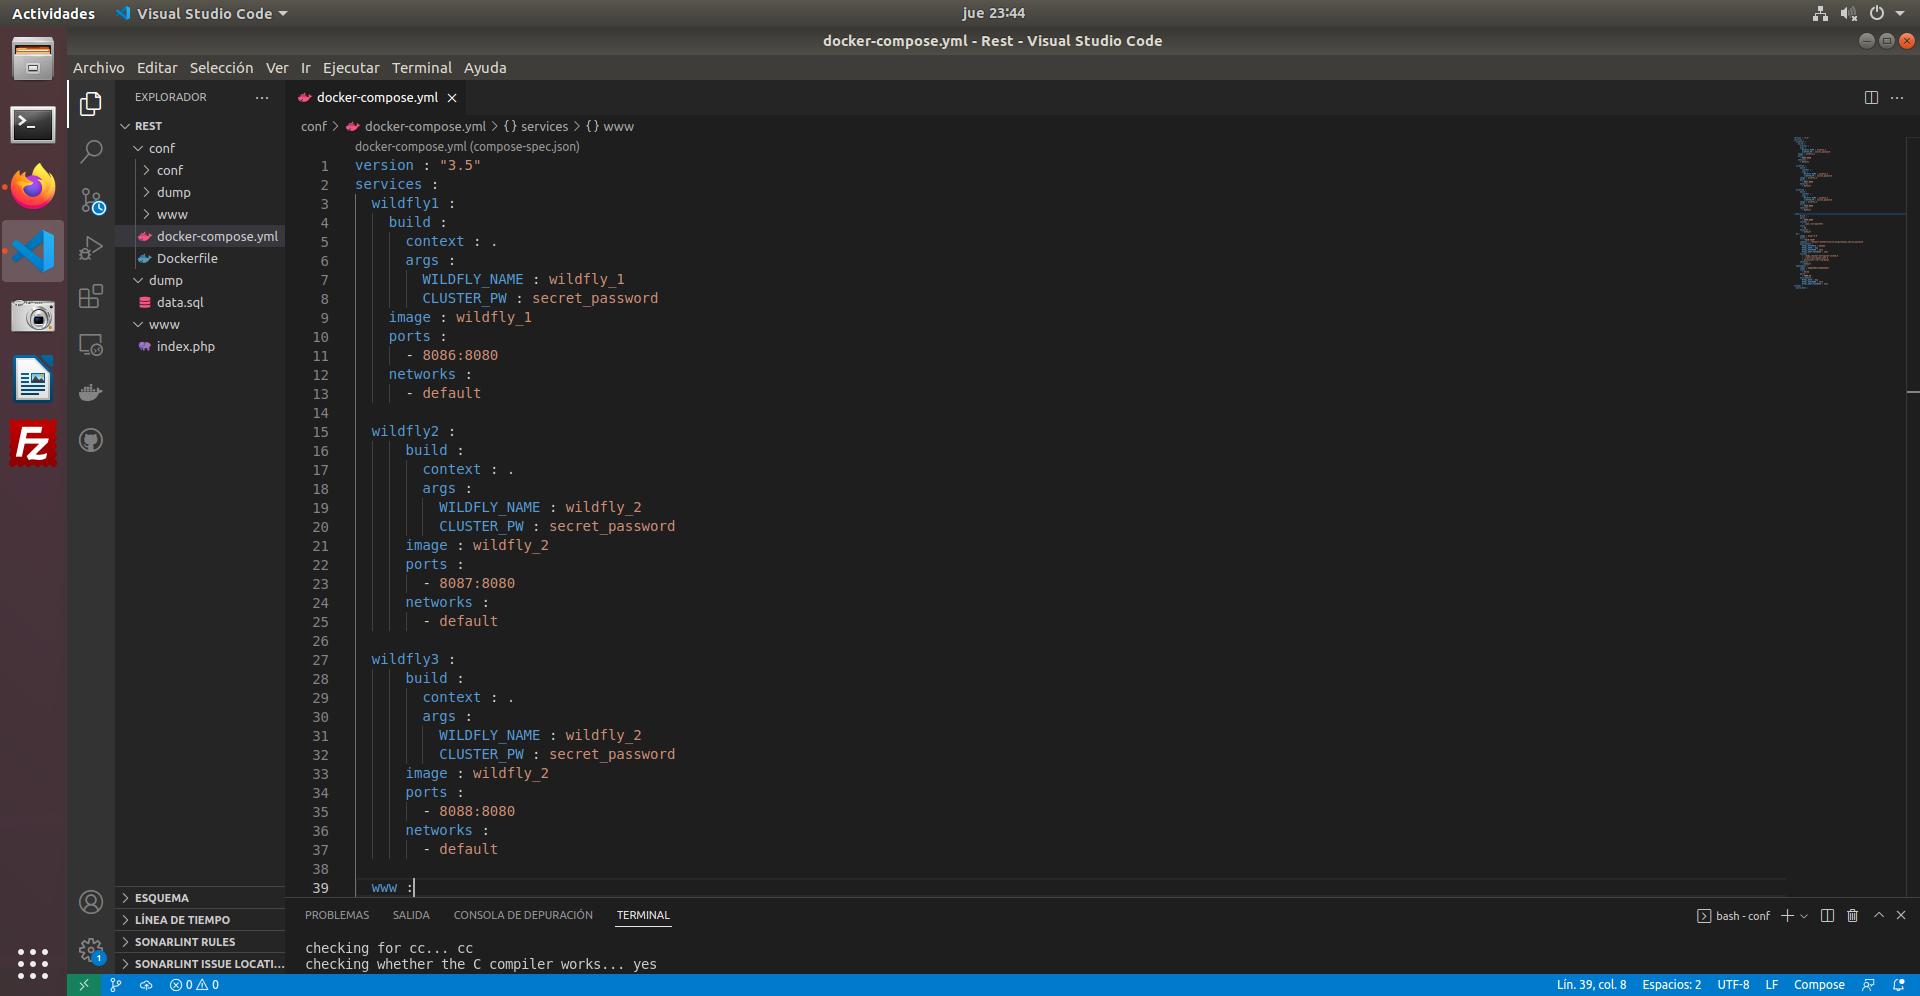 Actividades
Visual Studio Code
jue 23:44
docker-compose.yml - Rest - Visual Studio Code
Archivo Editar Selección Ver Ir Ejecutar Terminal Ayuda
EXPLORADOR
REST
conf
conf
dump
www
docker-compose.yml
Dockerfile
dump
data.sql
www
index.php
ESQUEMA
LÍNEA DE TIEMPO
SONARLINT RULES
SONARLINT ISSUE LOCATI...
docker-compose.yml
conf > docker-compose.yml > {} services > {} www
docker-compose.yml (compose-spec.json)
1 version : "3.5"
2 services :
3 wildfly1 :
4 build :
5 context : .
6 args :
7 WILDFLY_NAME : wildfly_1
8 CLUSTER_PW : secret_password
9 image : wildfly_1
10 ports :
11 - 8086:8080
12 networks :
13 - default
14
15 wildfly2 :
16 build :
17 context : .
18 args :
19 WILDFLY_NAME : wildfly_2
20 CLUSTER_PW : secret_password
21 image : wildfly_2
22 ports :
23 - 8087:8080
24 networks :
25 - default
26
27 wildfly3 :
28 build :
29 context : .
30 args :
31 WILDFLY_NAME : wildfly_2
32 CLUSTER_PW : secret_password
33 image : wildfly_2
34 ports :
35 - 8088:8080
36 networks :
37 - default
38
39 www :
PROBLEMAS SALIDA CONSOLA DE DEPURACIÓN TERMINAL
bash - conf
checking for cc... cc
checking whether the C compiler works... yes
0 0
Lín. 39, col. 8 Espacios: 2 UTF-8 LF Compose
1
Fz